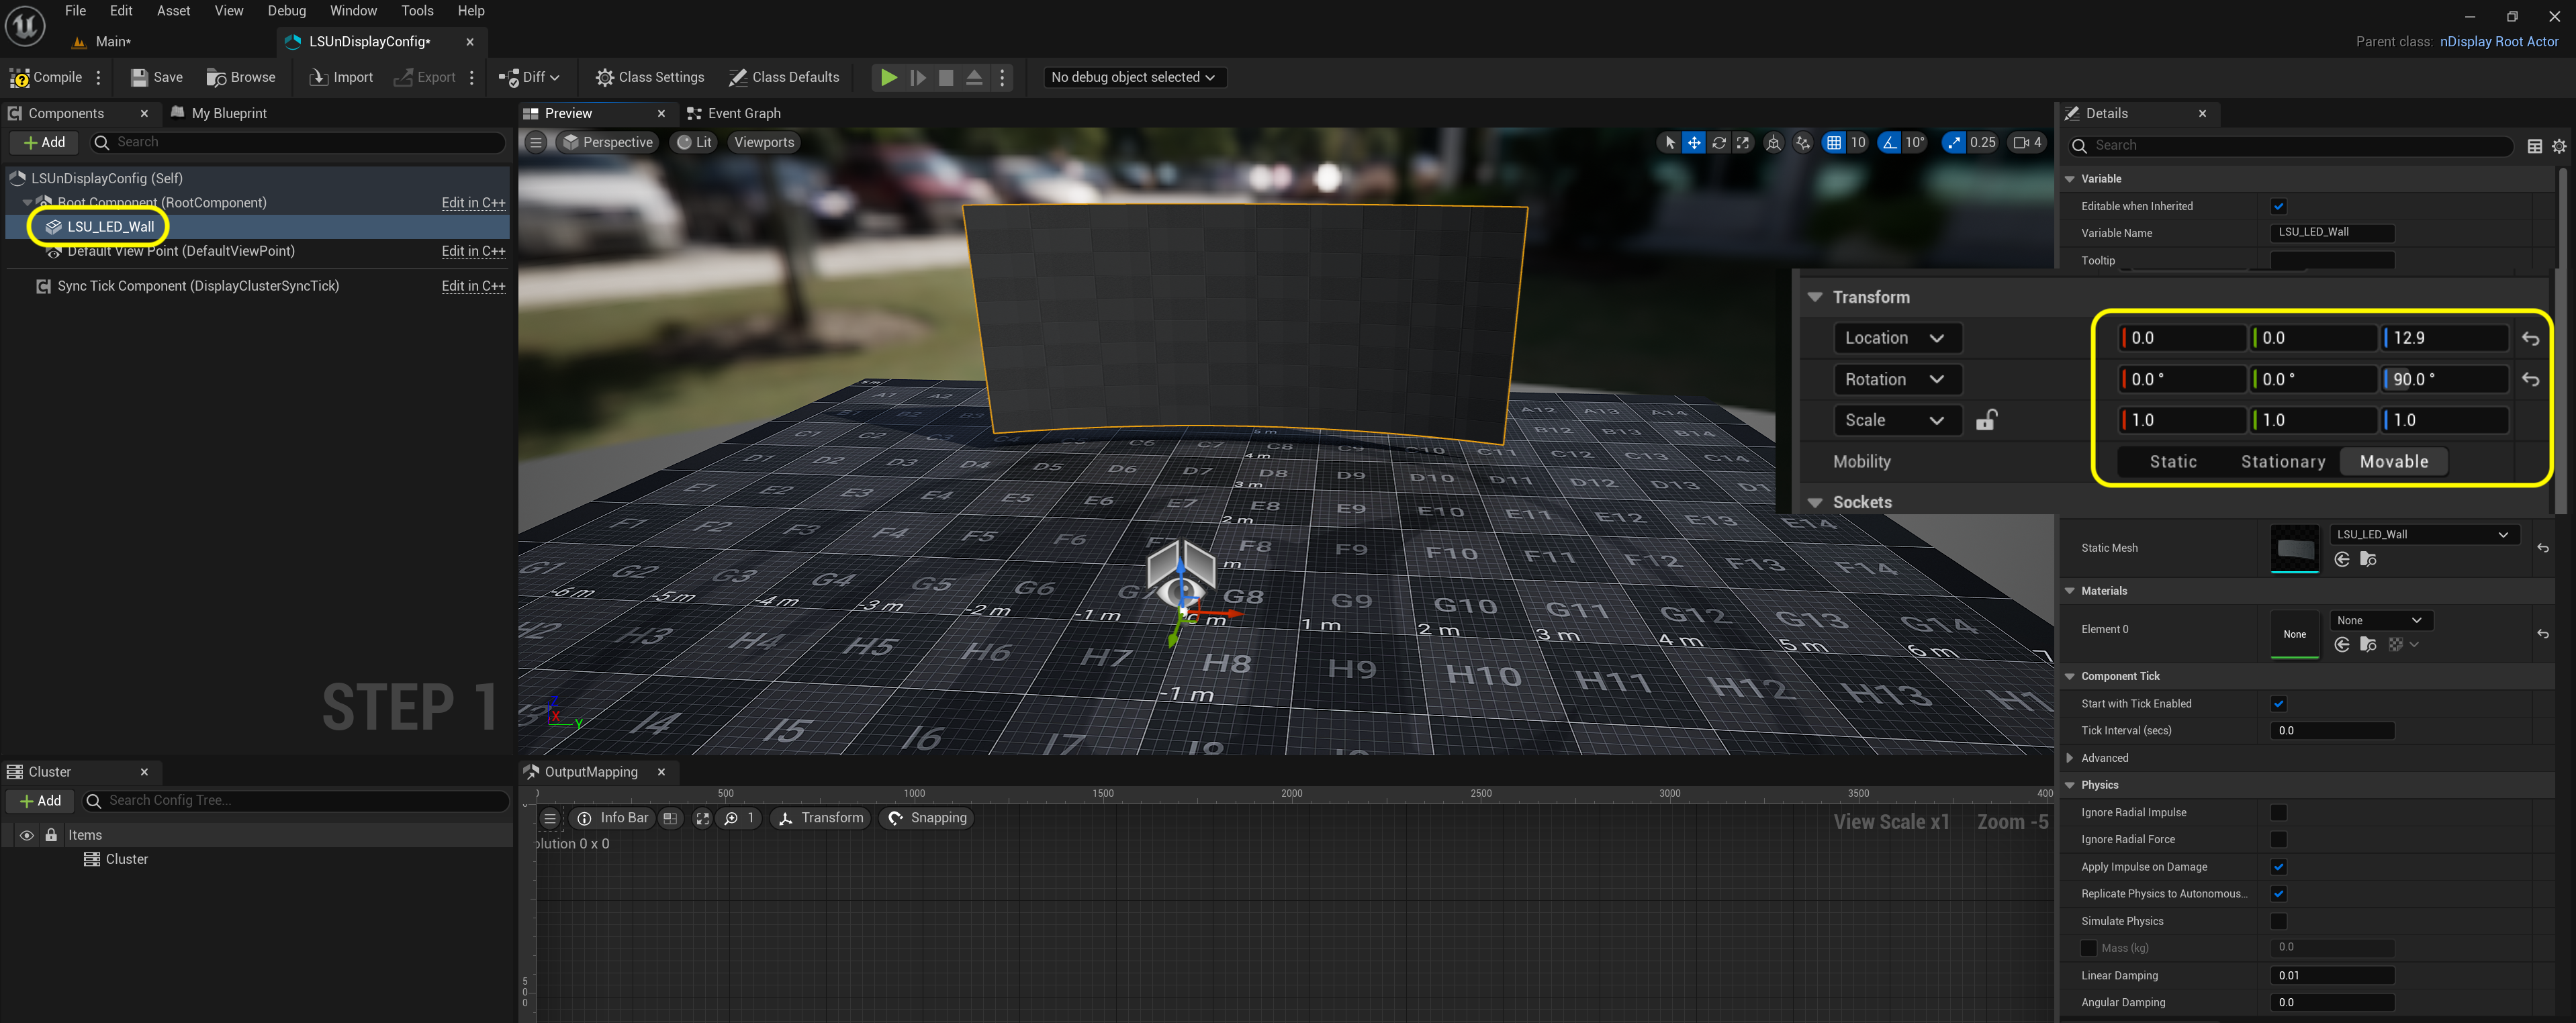 File Edit Asset View Debug Window Tools Help
Main* LSUnDisplayConfig*
Parent class: nDisplay Root Actor
Compile Save Browse Import Export Diff Class Settings Class Defaults No debug object selected
Components My Blueprint
Add Search
LSUnDisplayConfig (Self)
Root Component (RootComponent) Edit in C++
LSU_LED_Wall
Default View Point (DefaultViewPoint) Edit in C++
Sync Tick Component (DisplayClusterSyncTick) Edit in C++
STEP 1
Cluster
Add Search Config Tree...
Items
Cluster
Preview Event Graph
Perspective Lit Viewports 10 10° 0.25 4
A1 A2 A12 A13 A14
B1 B2 B3 B12 B13 B14
C1 C2 C3 C4 C5 C6 C7 C8 C9 C10 C11 C12 C13 C14
D1 D2 D3 D4 D5 D6 D7 D8 D9 D10 D11 D12 D13
E1 E2 E3 E4 E5 E6 E7 E8 E9 E10 E11 E12 E13 E14
F1 F2 F3 F4 F5 F6 F8 F9 F10 F11 F12 F13 F14
G1 G2 G3 G4 G5 G6 G8 G9 G10 G11 G12 G13 G14
5 m
4 m
3 m
2 m
-6 m -5 m -4 m -3 m -2 m -1 m 1 m 2 m 3 m 4 m 5 m 6 m
H2 H3 H4 H5 H6 H7 H8 H9 H10 H11 H12 H13
-1 m
I3 I4 I5 I6 I7 I8
Z X Y
OutputMapping
500 1000 1500 2000 2500 3000 3500
Info Bar 1 Transform Snapping View Scale x1 Zoom -5
olution 0 x 0
500
Details
Search
Variable
Editable when Inherited
Variable Name LSU_LED_Wall
Tooltip
Transform
Location 0.0 0.0 12.9
Rotation 0.0 ° 0.0 ° 90.0 °
Scale 1.0 1.0 1.0
Mobility Static Stationary Movable
Sockets
Static Mesh LSU_LED_Wall
Materials
Element 0 None None
Component Tick
Start with Tick Enabled
Tick Interval (secs) 0.0
Advanced
Physics
Ignore Radial Impulse
Ignore Radial Force
Apply Impulse on Damage
Replicate Physics to Autonomous...
Simulate Physics
Mass (kg) 0.0
Linear Damping 0.01
Angular Damping 0.0